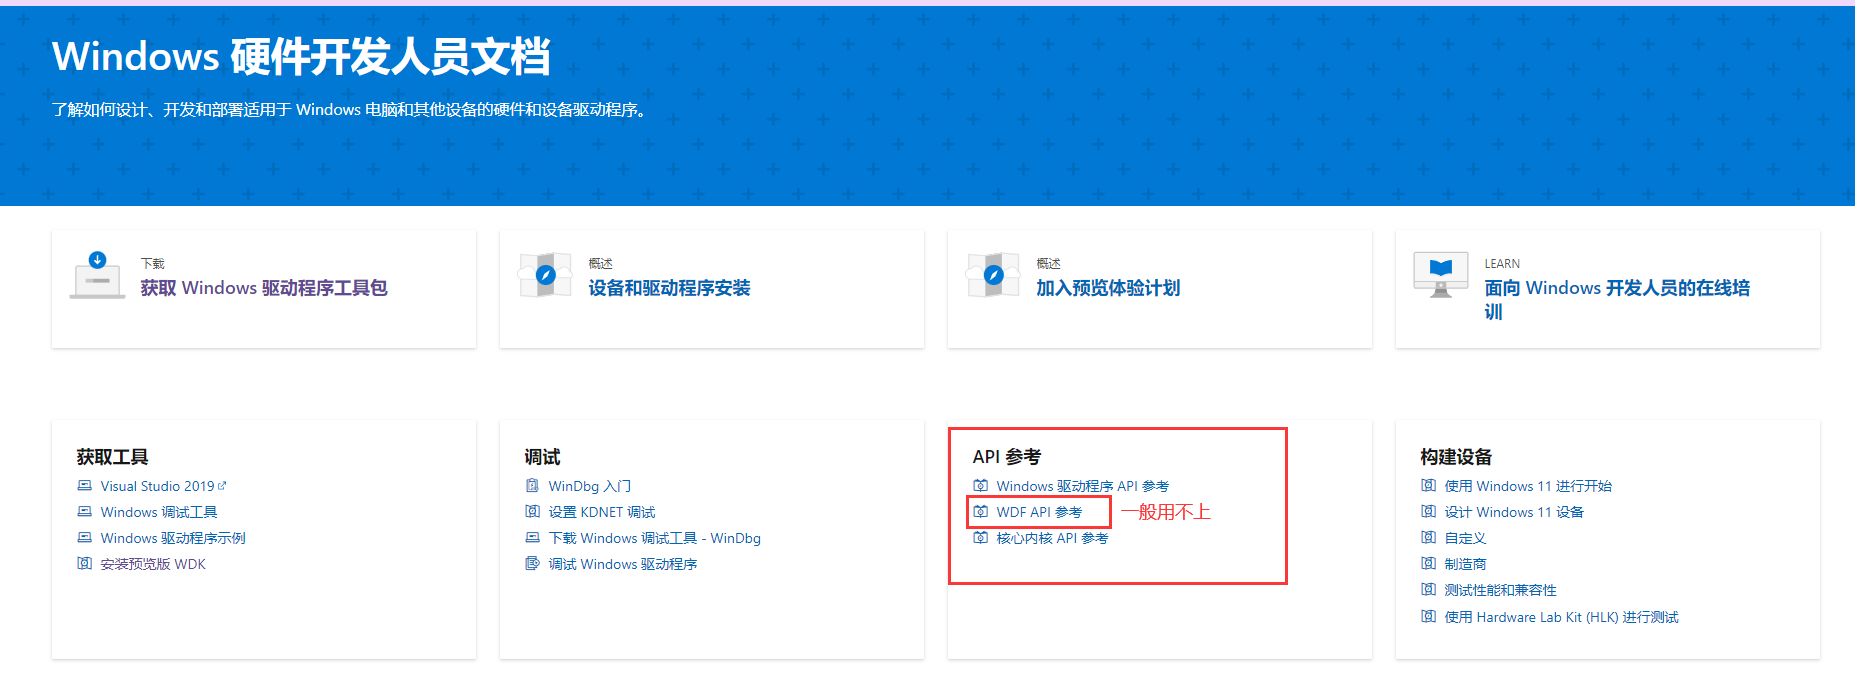 Windows 硬件开发人员文档
了解如何设计、开发和部署适用于 Windows 电脑和其他设备的硬件和设备驱动程序。
下载
获取 Windows 驱动程序工具包
概述
设备和驱动程序安装
概述
加入预览体验计划
LEARN
面向 Windows 开发人员的在线培
训
获取工具
Visual Studio 2019
Windows 调试工具
Windows 驱动程序示例
安装预览版 WDK
调试
WinDbg 入门
设置 KDNET 调试
下载 Windows 调试工具 - WinDbg
调试 Windows 驱动程序
API 参考
Windows 驱动程序 API 参考
WDF API 参考
一般用不上
核心内核 API 参考
构建设备
使用 Windows 11 进行开始
设计 Windows 11 设备
自定义
制造商
测试性能和兼容性
使用 Hardware Lab Kit (HLK) 进行测试